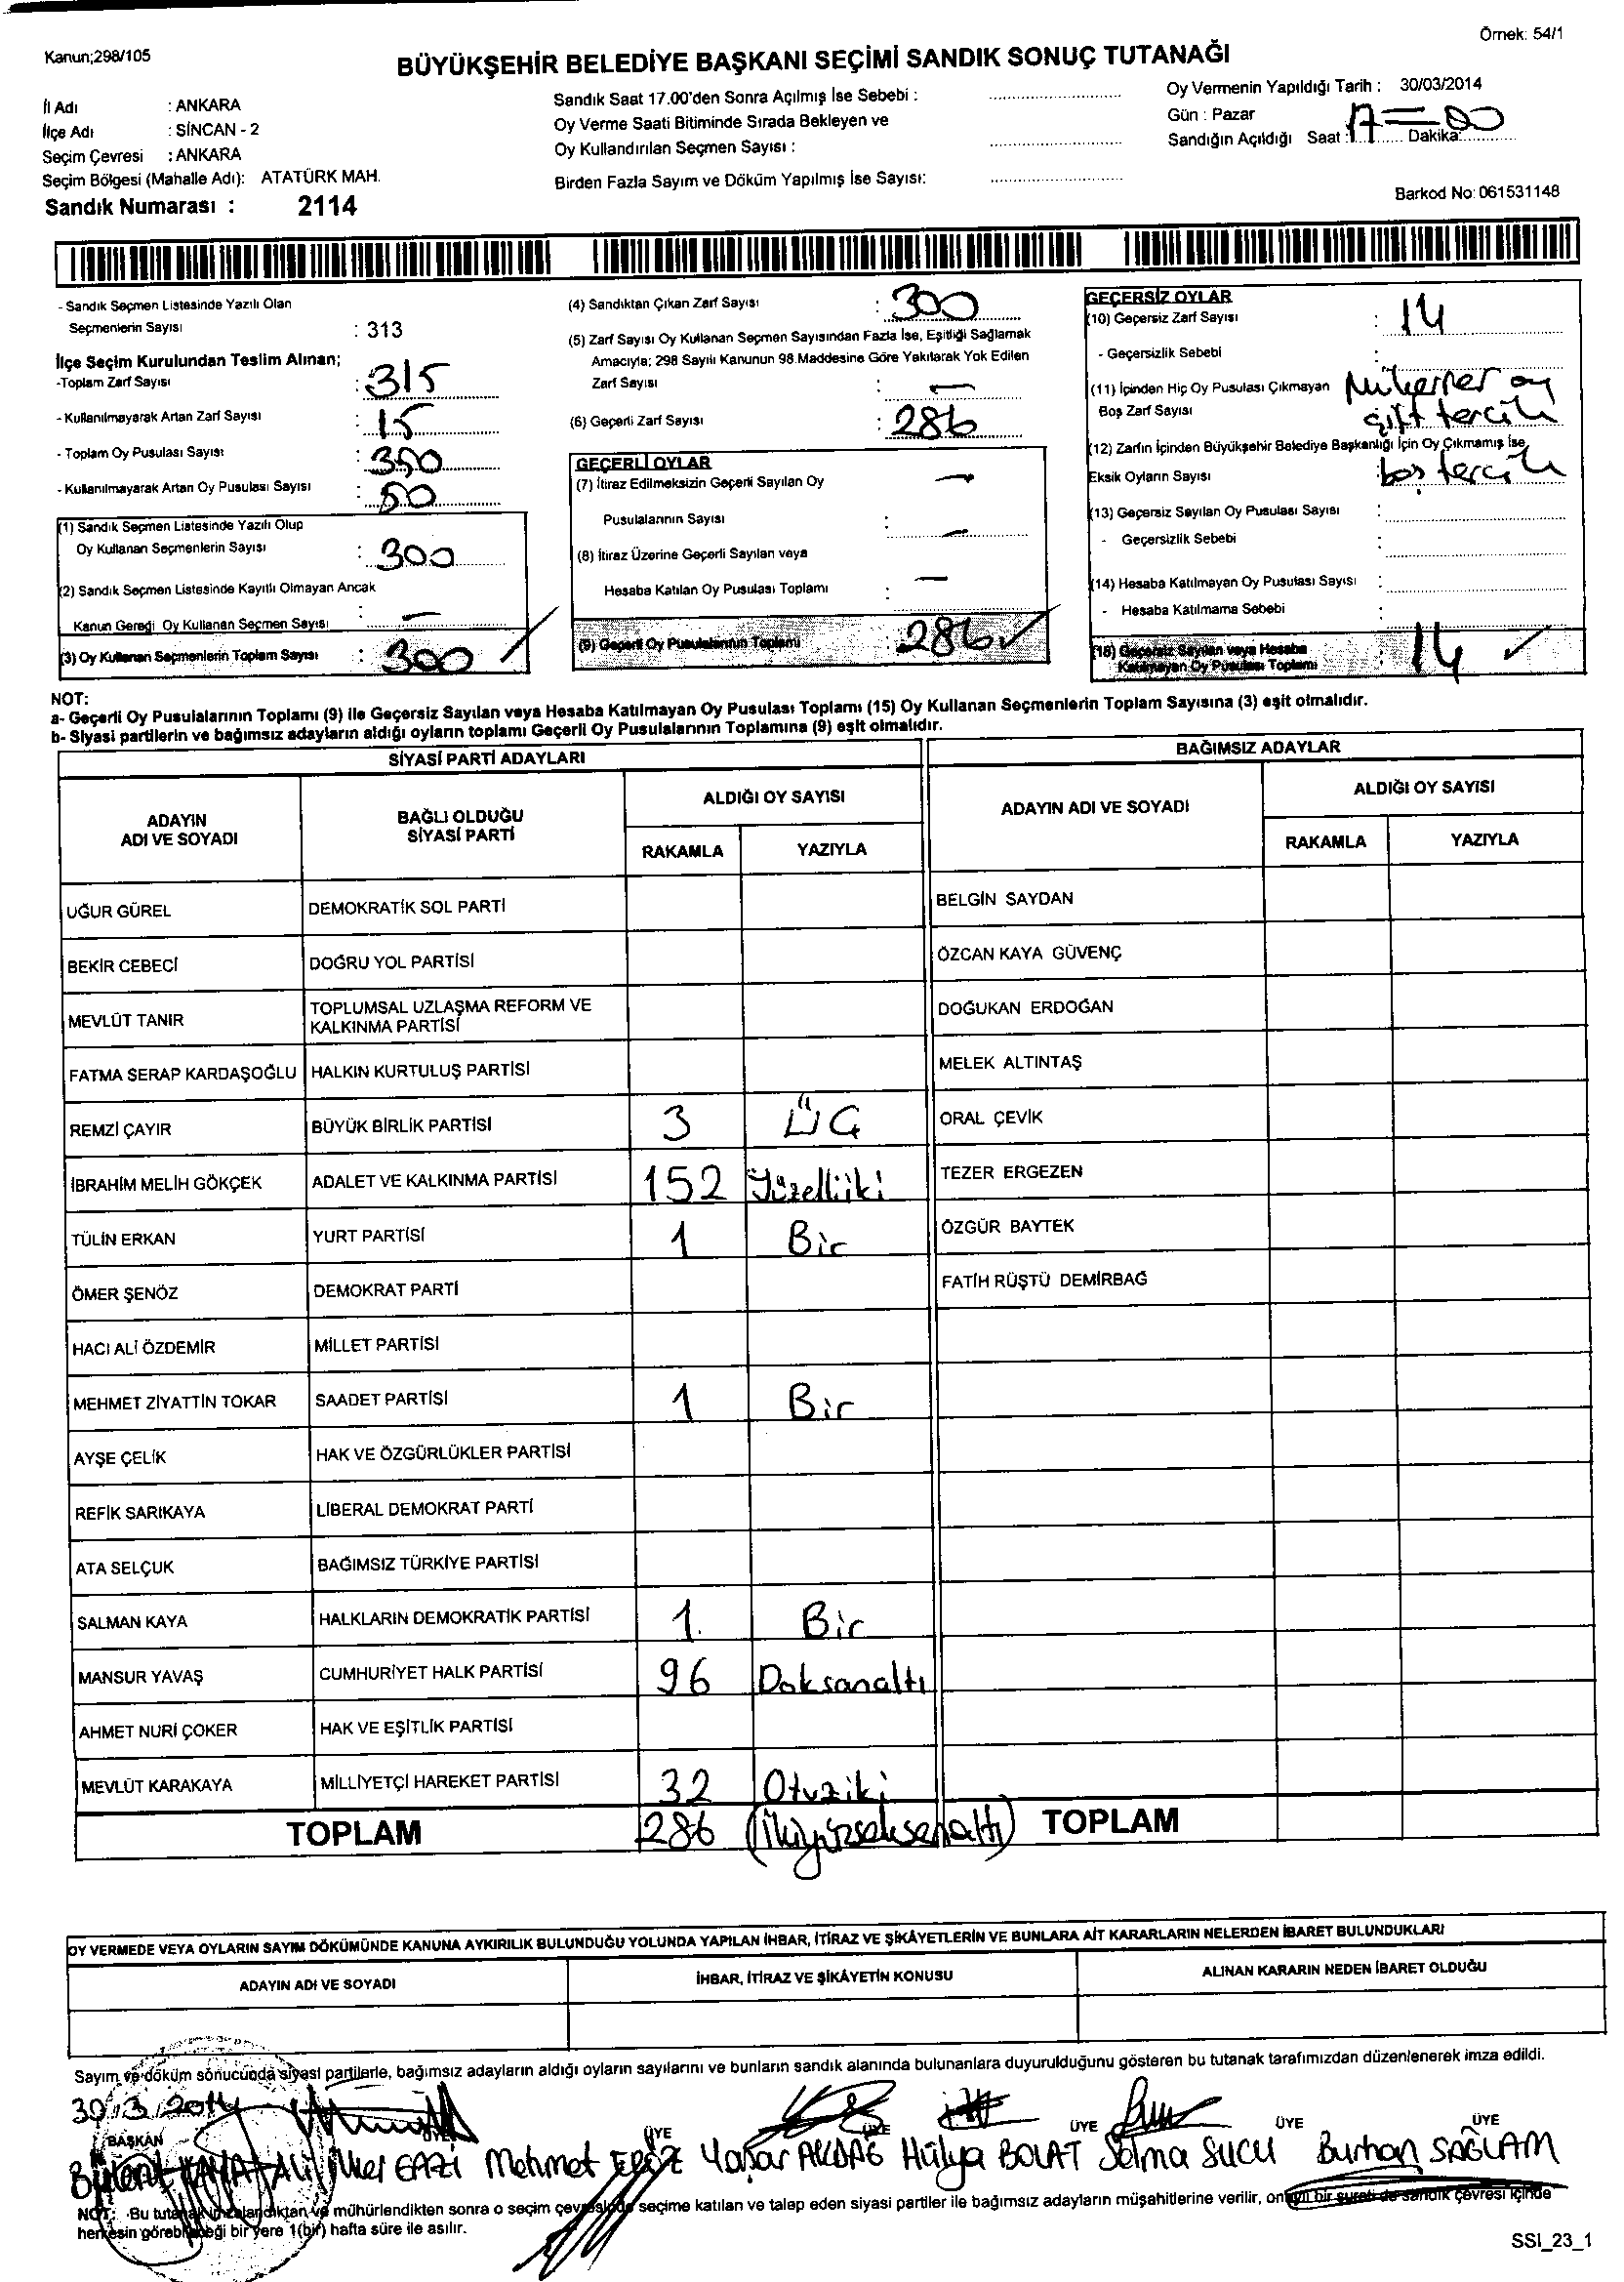 Örnek: 54/1
Kanun;298/105
BÜYÜKŞEHİR BELEDİYE BAŞKANI SEÇİMİ SANDIK SONUÇ TUTANAĞI
İl Adı : ANKARA
İlçe Adı : SİNCAN - 2
Seçim Çevresi : ANKARA
Seçim Bölgesi (Mahalle Adı): ATATÜRK MAH.
Sandık Numarası : 2114
Sandık Saat 17.00'den Sonra Açılmış İse Sebebi :
Oy Verme Saati Bitiminde Sırada Bekleyen ve
Oy Kullandırılan Seçmen Sayısı :
Birden Fazla Sayım ve Döküm Yapılmış İse Sayısı:
Oy Vermenin Yapıldığı Tarih : 30/03/2014
Gün : Pazar
Sandığın Açıldığı Saat : 17 = 00 Dakika:
Barkod No: 061531148
- Sandık Seçmen Listesinde Yazılı Olan
Seçmenlerin Sayısı : 313
İlçe Seçim Kurulundan Teslim Alınan;
-Toplam Zarf Sayısı : 315
- Kullanılmayarak Artan Zarf Sayısı : 15
- Toplam Oy Pusulası Sayısı : 350
- Kullanılmayarak Artan Oy Pusulası Sayısı : 50
(1) Sandık Seçmen Listesinde Yazılı Olup
Oy Kullanan Seçmenlerin Sayısı : 300
(2) Sandık Seçmen Listesinde Kayıtlı Olmayan Ancak
Kanun Gereği Oy Kullanan Seçmen Sayısı : —
(3) Oy Kullanan Seçmenlerin Toplam Sayısı : 300
(4) Sandıktan Çıkan Zarf Sayısı : 300
(5) Zarf Sayısı Oy Kullanan Seçmen Sayısından Fazla İse, Eşitliği Sağlamak
Amacıyla; 298 Sayılı Kanunun 98.Maddesine Göre Yakılarak Yok Edilen
Zarf Sayısı : —
(6) Geçerli Zarf Sayısı : 286
GEÇERLİ OYLAR
(7) İtiraz Edilmeksizin Geçerli Sayılan Oy —
Pusulalarının Sayısı : —
(8) İtiraz Üzerine Geçerli Sayılan veya
Hesaba Katılan Oy Pusulası Toplamı : —
(9) Geçerli Oy Pusulalarının Toplamı : 286 ✓
GEÇERSİZ OYLAR
(10) Geçersiz Zarf Sayısı : 14
- Geçersizlik Sebebi :
(11) İçinden Hiç Oy Pusulası Çıkmayan Mükerrer oy
Boş Zarf Sayısı çift tercih
(12) Zarfın İçinden Büyükşehir Belediye Başkanlığı İçin Oy Çıkmamış İse,
Eksik Oyların Sayısı boş tercih
(13) Geçersiz Sayılan Oy Pusulası Sayısı :
- Geçersizlik Sebebi :
(14) Hesaba Katılmayan Oy Pusulası Sayısı :
- Hesaba Katılmama Sebebi :
(15) Geçersiz Sayılan veya Hesaba
Katılmayan Oy Pusulası Toplamı : 14 ✓
NOT:
a- Geçerli Oy Pusulalarının Toplamı (9) ile Geçersiz Sayılan veya Hesaba Katılmayan Oy Pusulası Toplamı (15) Oy Kullanan Seçmenlerin Toplam Sayısına (3) eşit olmalıdır.
b- Siyasi partilerin ve bağımsız adayların aldığı oyların toplamı Geçerli Oy Pusulalarının Toplamına (9) eşit olmalıdır.
SİYASİ PARTİ ADAYLARI
ADAYIN
ADI VE SOYADI
BAĞLI OLDUĞU
SİYASİ PARTİ
ALDIĞI OY SAYISI
RAKAMLA YAZIYLA
UĞUR GÜREL DEMOKRATİK SOL PARTİ
BEKİR CEBECİ DOĞRU YOL PARTİSİ
MEVLÜT TANIR TOPLUMSAL UZLAŞMA REFORM VE
KALKINMA PARTİSİ
FATMA SERAP KARDAŞOĞLU HALKIN KURTULUŞ PARTİSİ
REMZİ ÇAYIR BÜYÜK BİRLİK PARTİSİ 3 ÜÇ
İBRAHİM MELİH GÖKÇEK ADALET VE KALKINMA PARTİSİ 152 Yüzelliiki
TÜLİN ERKAN YURT PARTİSİ 1 Bir
ÖMER ŞENÖZ DEMOKRAT PARTİ
HACI ALİ ÖZDEMİR MİLLET PARTİSİ
MEHMET ZİYATTİN TOKAR SAADET PARTİSİ 1 Bir
AYŞE ÇELİK HAK VE ÖZGÜRLÜKLER PARTİSİ
REFİK SARIKAYA LİBERAL DEMOKRAT PARTİ
ATA SELÇUK BAĞIMSIZ TÜRKİYE PARTİSİ
SALMAN KAYA HALKLARIN DEMOKRATİK PARTİSİ 1 Bir
MANSUR YAVAŞ CUMHURİYET HALK PARTİSİ 96 Doksanaltı
AHMET NURİ ÇOKER HAK VE EŞİTLİK PARTİSİ
MEVLÜT KARAKAYA MİLLİYETÇİ HAREKET PARTİSİ 32 Otuziki
TOPLAM 286 (İkiyüzseksenaltı)
BAĞIMSIZ ADAYLAR
ADAYIN ADI VE SOYADI
ALDIĞI OY SAYISI
RAKAMLA YAZIYLA
BELGİN SAYDAN
ÖZCAN KAYA GÜVENÇ
DOĞUKAN ERDOĞAN
MELEK ALTINTAŞ
ORAL ÇEVİK
TEZER ERGEZEN
ÖZGÜR BAYTEK
FATİH RÜŞTÜ DEMİRBAĞ
TOPLAM
OY VERMEDE VEYA OYLARIN SAYIM DÖKÜMÜNDE KANUNA AYKIRILIK BULUNDUĞU YOLUNDA YAPILAN İHBAR, İTİRAZ VE ŞİKÂYETLERİN VE BUNLARA AİT KARARLARIN NELERDEN İBARET BULUNDUKLARI
ADAYIN ADI VE SOYADI İHBAR, İTİRAZ VE ŞİKÂYETİN KONUSU ALINAN KARARIN NEDEN İBARET OLDUĞU
Sayım ve döküm sonucunda siyasi partilerle, bağımsız adayların aldığı oyların sayılarını ve bunların sandık alanında bulunanlara duyurulduğunu gösteren bu tutanak tarafımızdan düzenlenerek imza edildi.
30/3/2014
BAŞKAN ÜYE ÜYE ÜYE ÜYE ÜYE ÜYE
Bülent Ali İlker GAZİ Mehmet Yaşar AKDAĞ Hülya BOLAT Selma SUCU Burhan SAĞLAM
NOT: Bu tutanak imzalandıktan ve mühürlendikten sonra o seçim çevresinde seçime katılan ve talep eden siyasi partiler ile bağımsız adayların müşahitlerine verilir, onaylı bir sureti de sandık çevresi içinde
herkesin görebileceği bir yere 1(bir) hafta süre ile asılır.
SSI_23_1